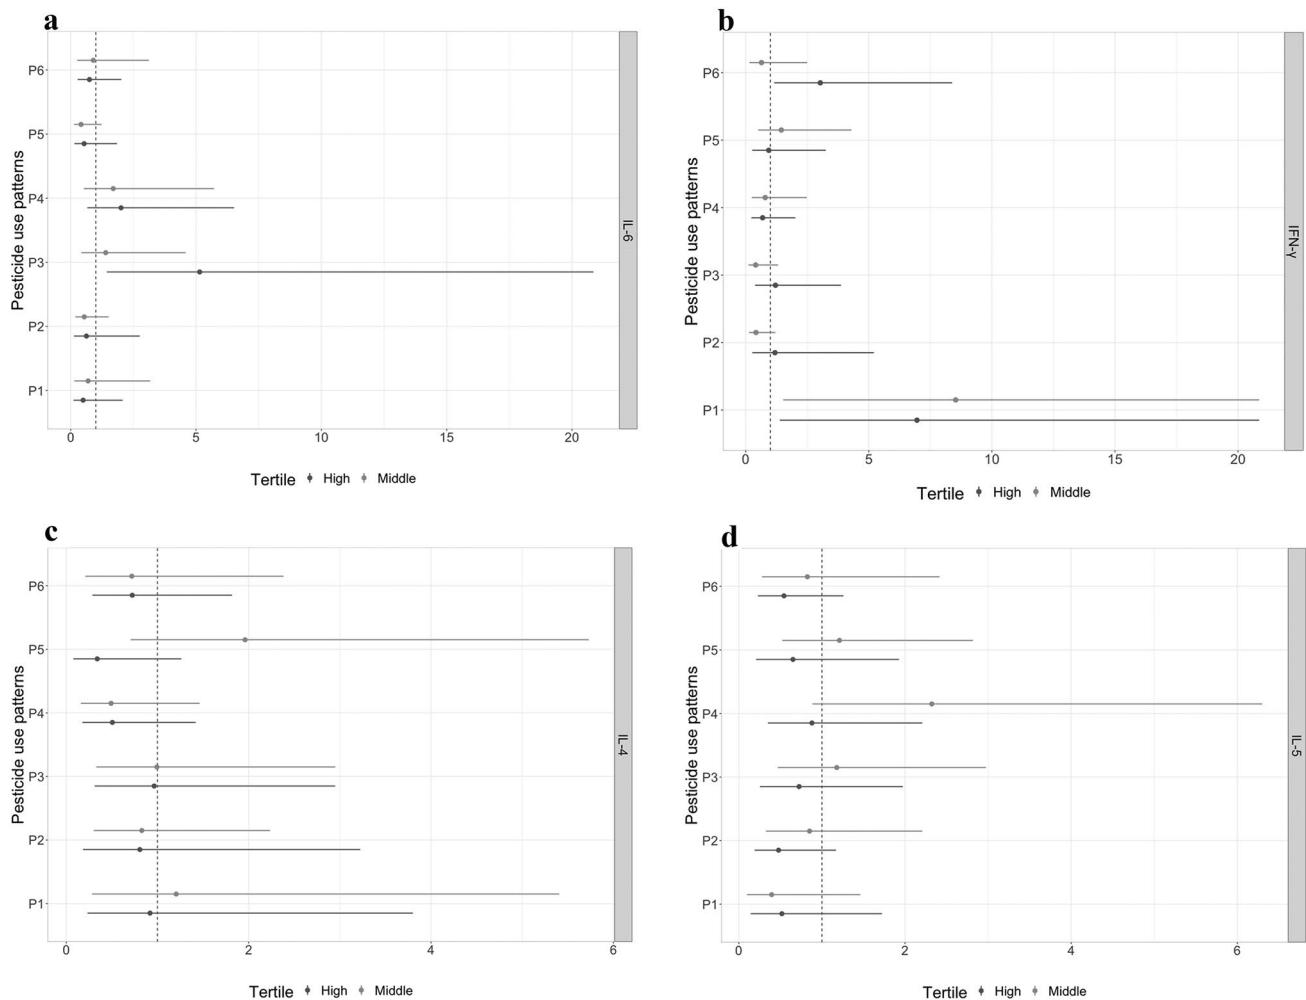 a
Pesticide use patterns
P6
P5
P4
P3
P2
P1
0 5 10 15 20
IL-6
Tertile High Middle
b
Pesticide use patterns
P6
P5
P4
P3
P2
P1
0 5 10 15 20
IFN-γ
Tertile High Middle
c
Pesticide use patterns
P6
P5
P4
P3
P2
P1
0 2 4 6
IL-4
Tertile High Middle
d
Pesticide use patterns
P6
P5
P4
P3
P2
P1
0 2 4 6
IL-5
Tertile High Middle